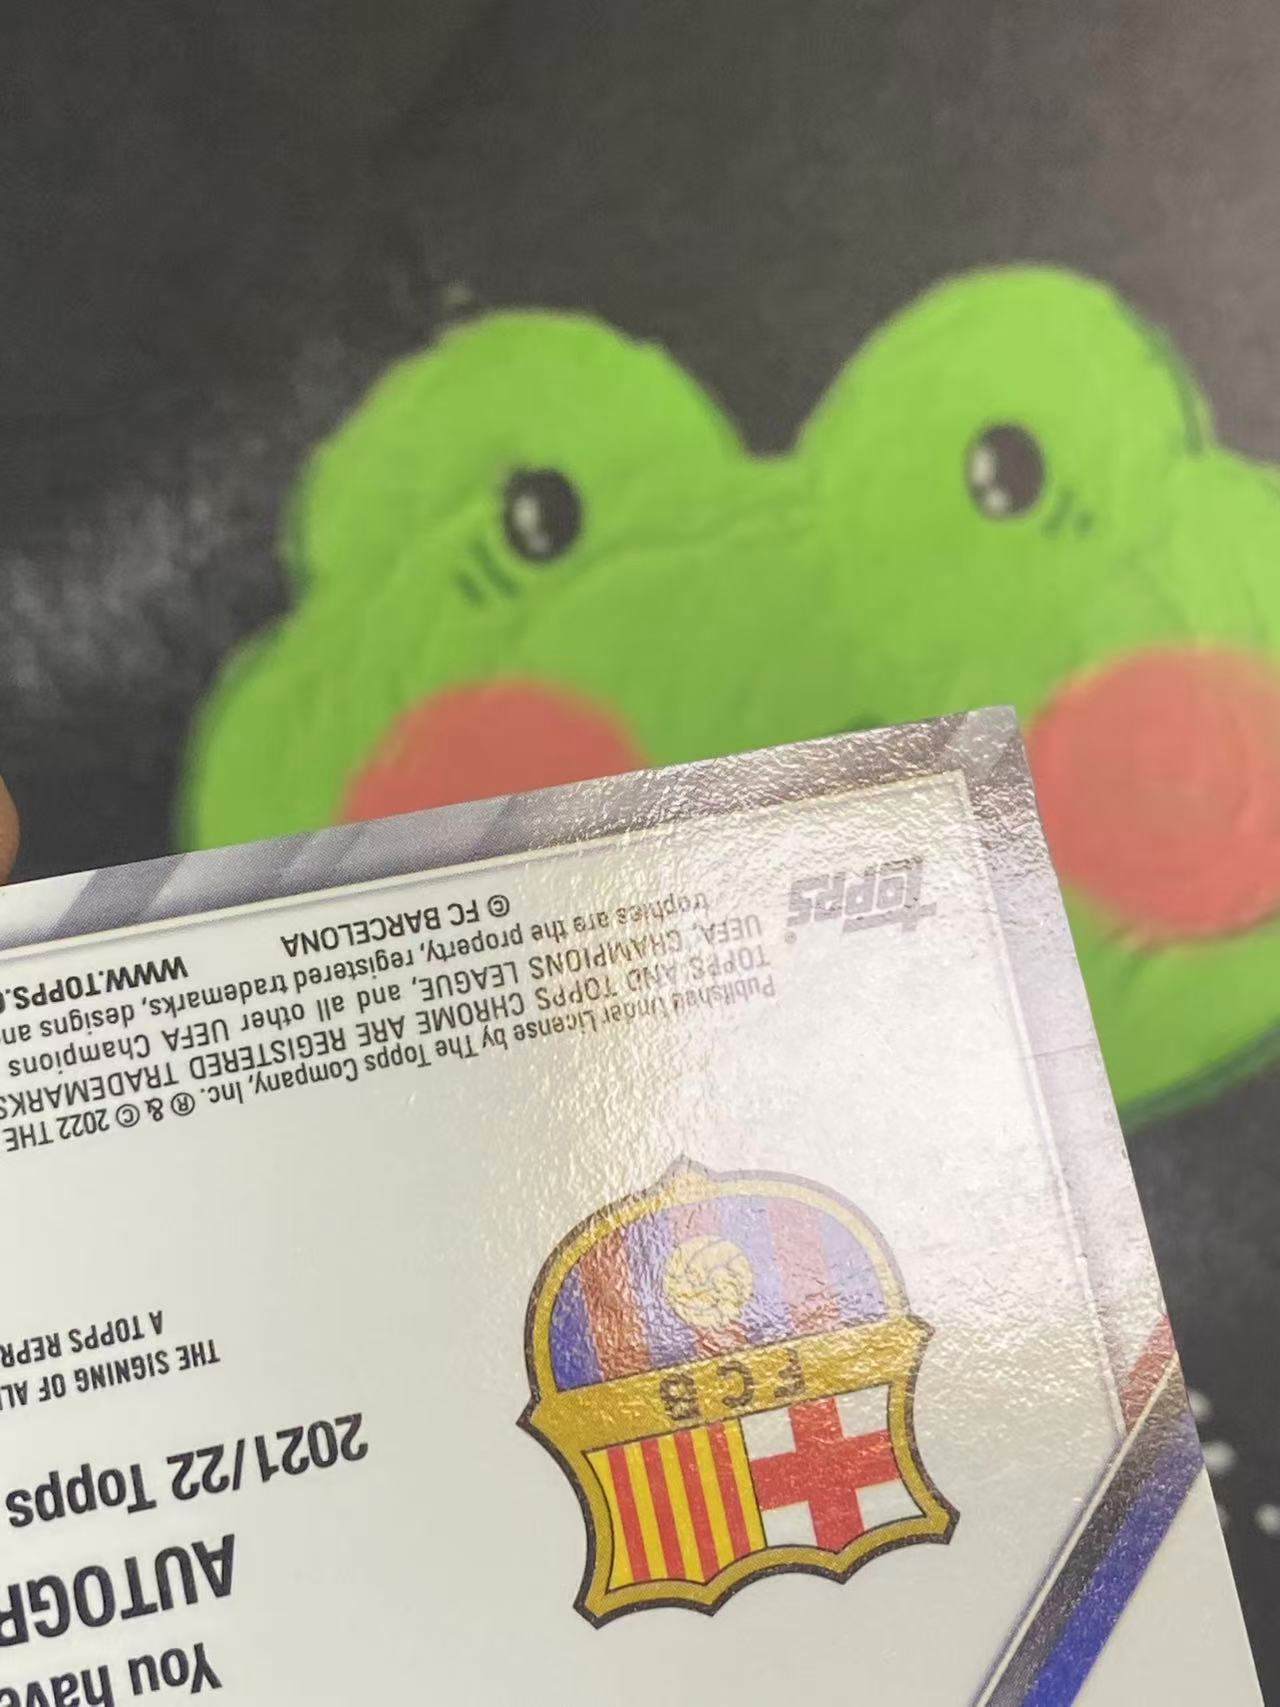 You have
AUTOGR
2021/22 Topps
THE SIGNING OF ALL
A TOPPS REPR
FCB
® & © 2022 THE
Published Under License by The Topps Company, Inc.
TOPPS AND TOPPS CHROME ARE REGISTERED TRADEMARKS
UEFA, CHAMPIONS LEAGUE, and all other UEFA Champions
trophies are the property, registered trademarks, designs an
© FC BARCELONA
WWW.TOPPS.
Topps